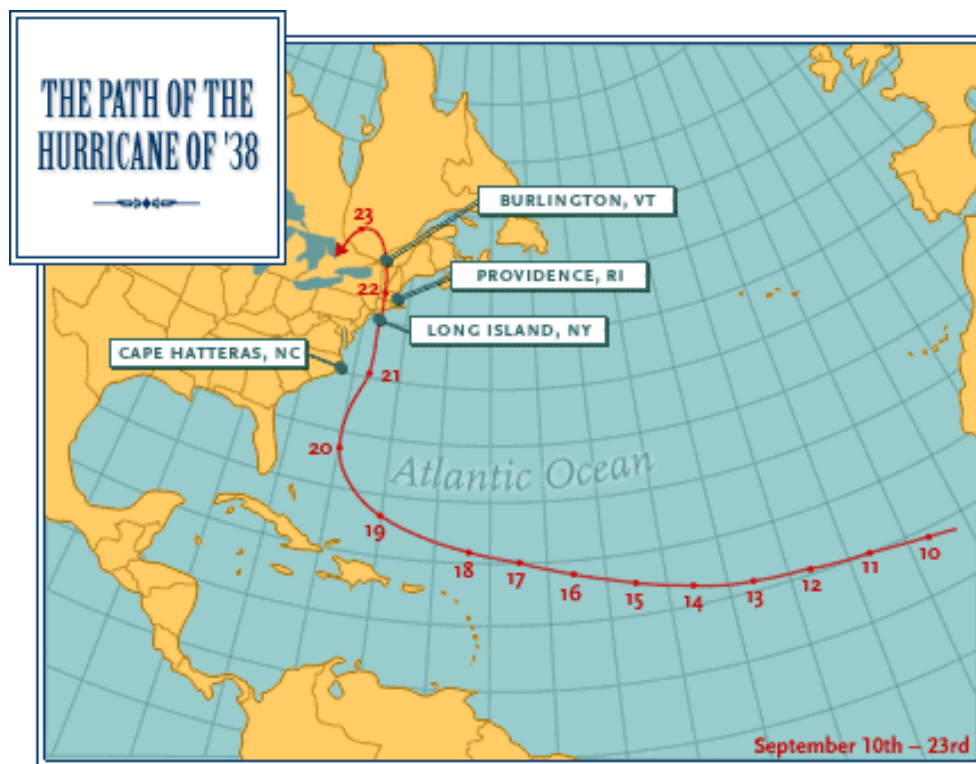 THE PATH OF THE
HURRICANE OF '38
BURLINGTON, VT
23
PROVIDENCE, RI
22
LONG ISLAND, NY
CAPE HATTERAS, NC
21
20
Atlantic Ocean
19
18
17
16
15
14
13
12
11
10
September 10th – 23rd